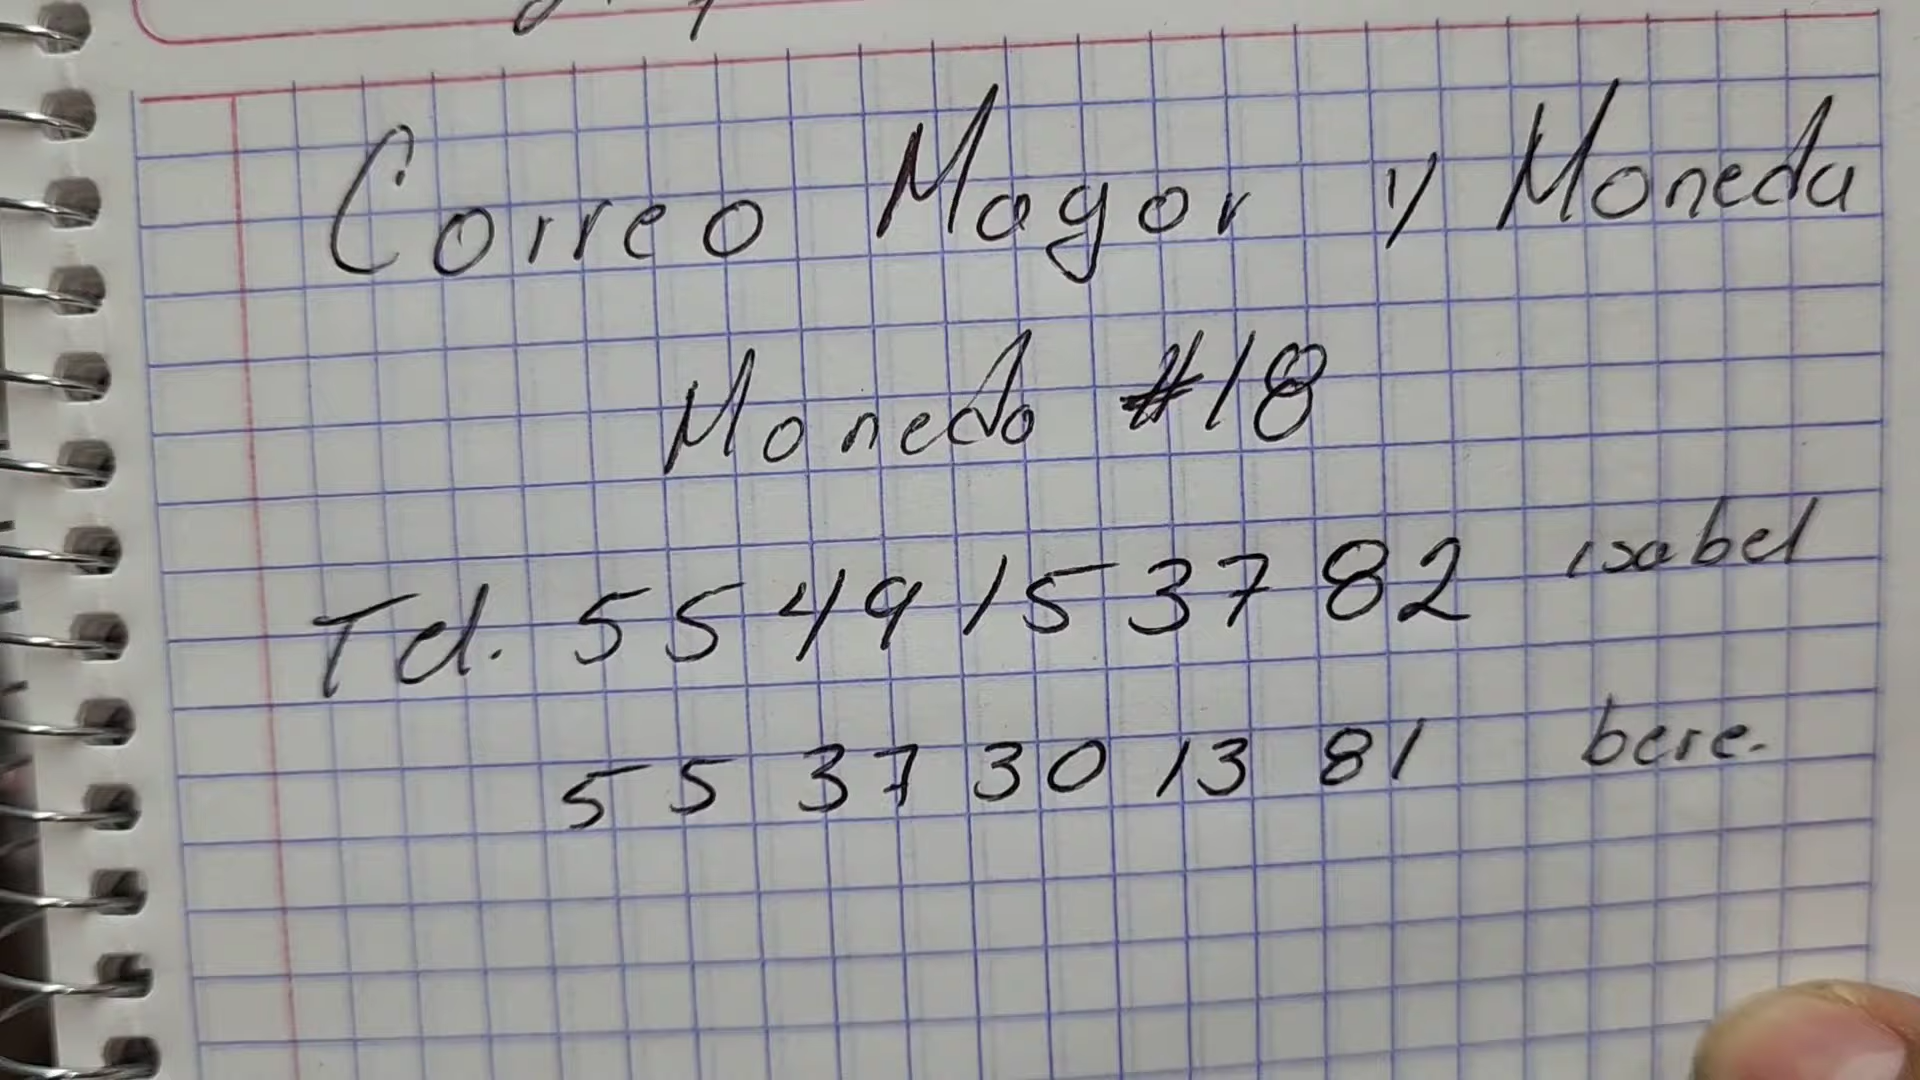 Correo Mayor y Moneda
Moneda #18
Tel. 55 49 15 37 82 isabel
55 37 30 13 81 bere.